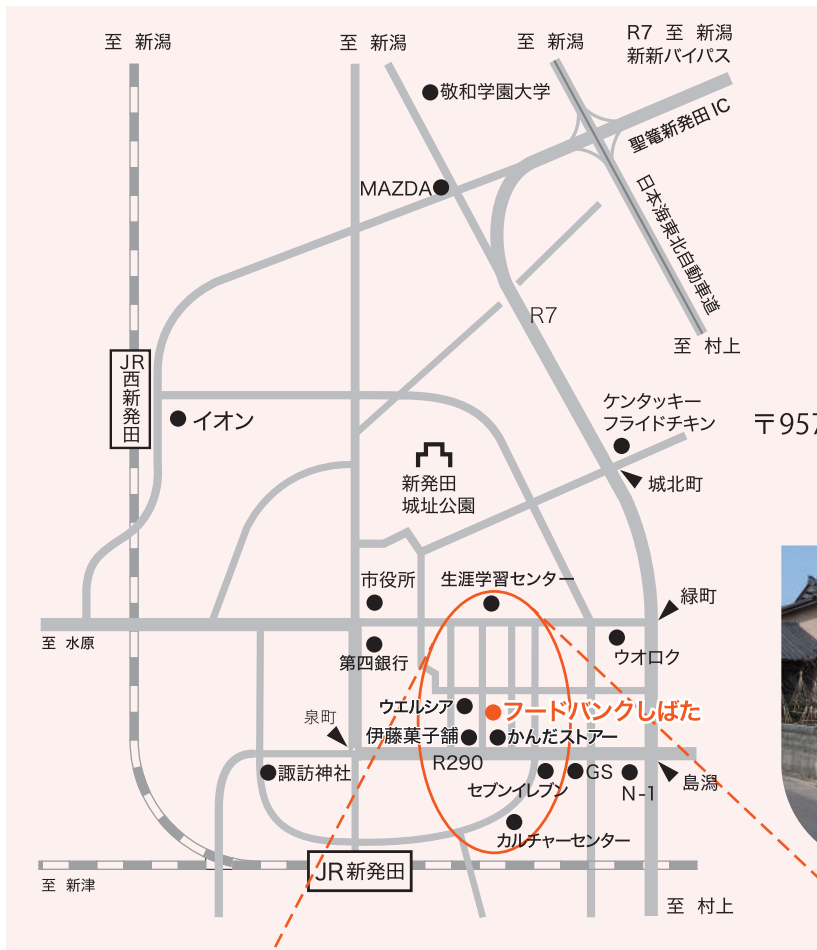 至 新潟
至 新潟
至 新潟
R7 至 新潟
新新バイパス
敬和学園大学
聖篭新発田IC
MAZDA
日本海東北自動車道
R7
至 村上
JR
西新発田
イオン
ケンタッキー
フライドチキン
〒957
新発田
城址公園
城北町
市役所
生涯学習センター
緑町
至 水原
第四銀行
ウオロク
ウエルシア
フードバンクしばた
泉町
伊藤菓子舗
かんだストアー
R290
諏訪神社
セブンイレブン
GS
N-1
島潟
カルチャーセンター
JR新発田
至 新津
至 村上